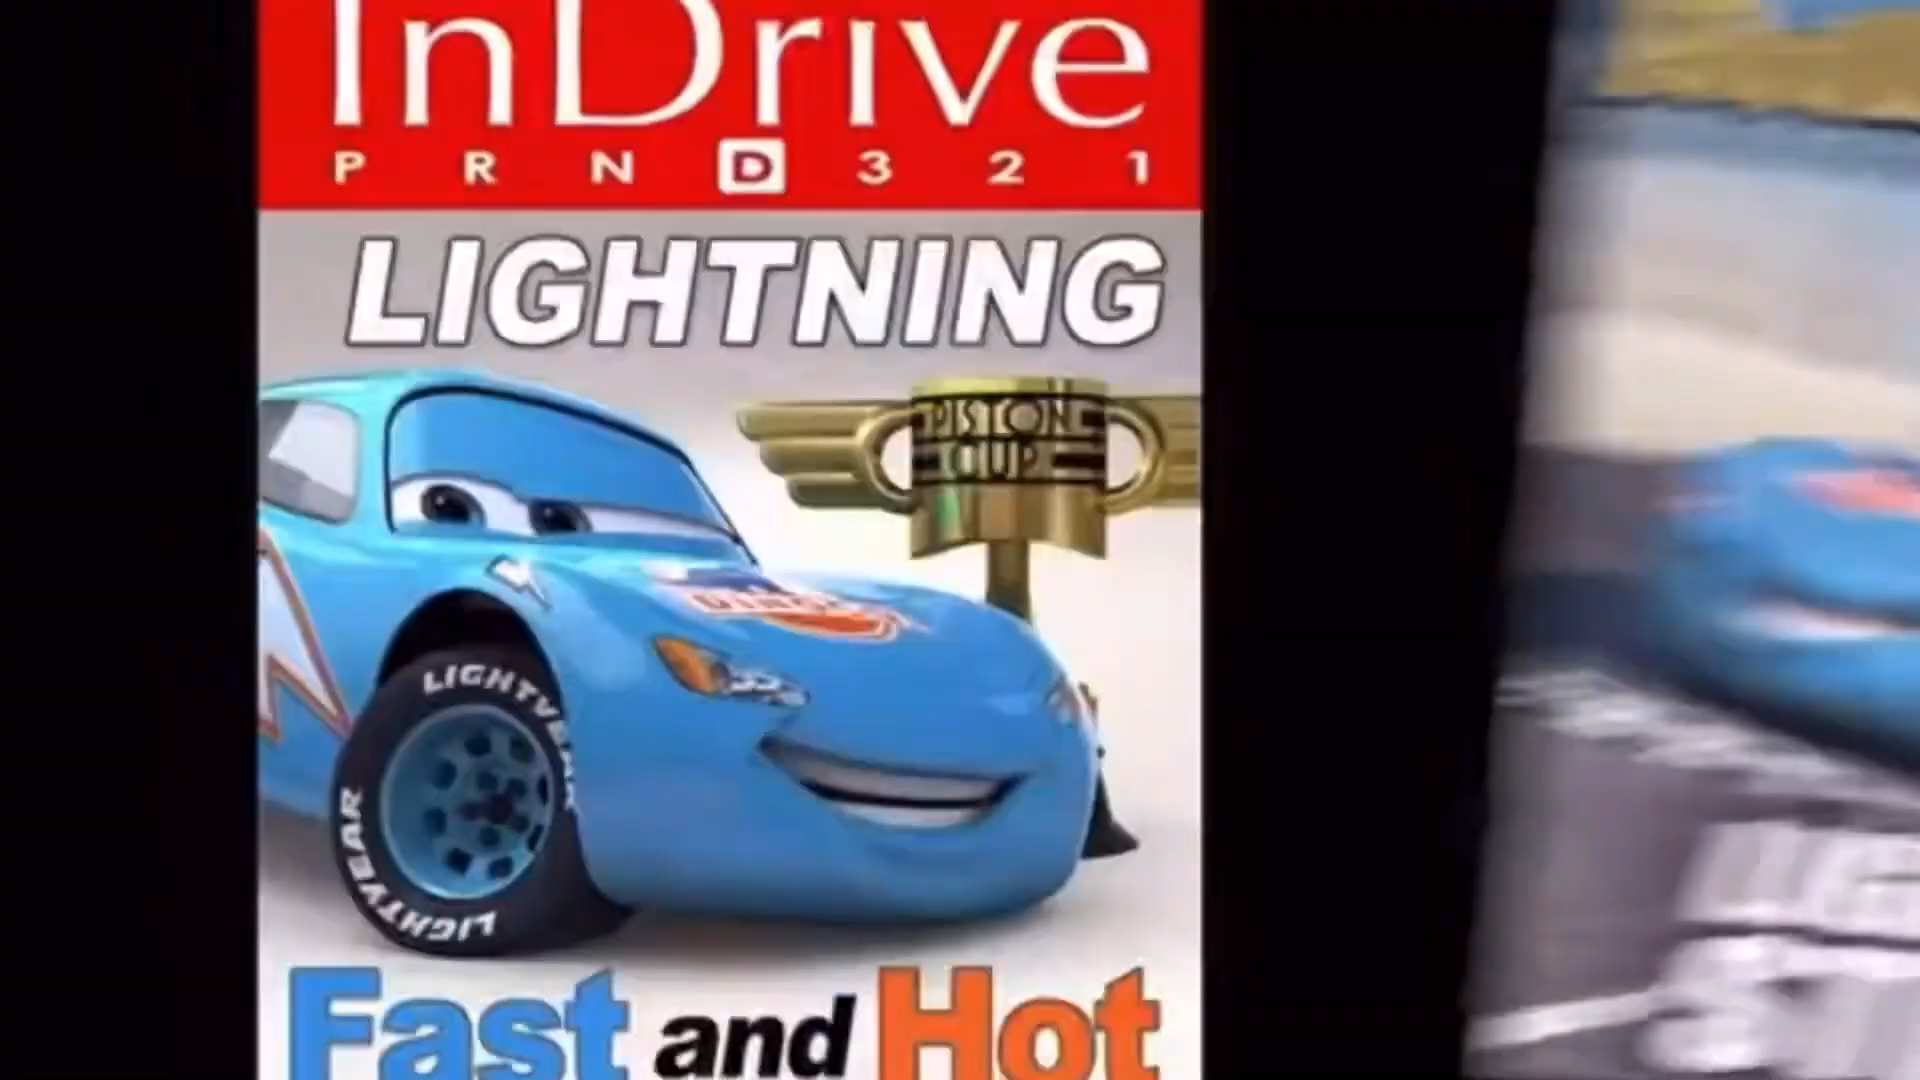 InDrive
P R N D 3 2 1
LIGHTNING
PISTON
CUP
LIGHTYEAR
LIGHTYEAR
LIGHTYEAR
Fast and Hot